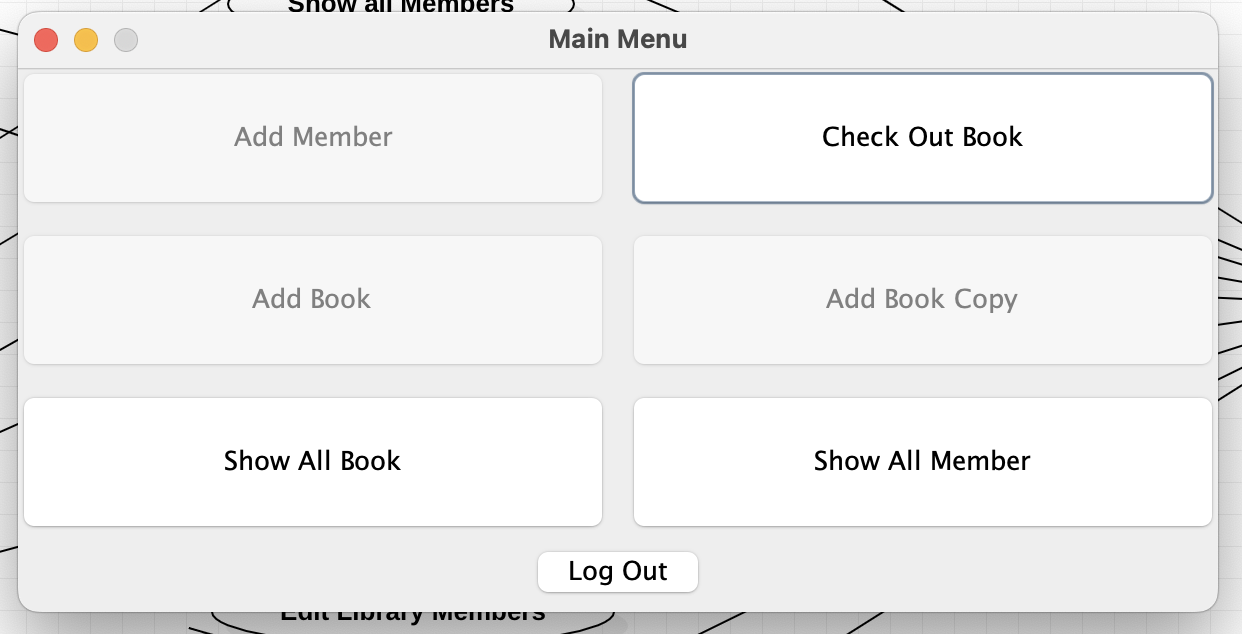 Show all Members
Main Menu
Add Member
Check Out Book
Add Book
Add Book Copy
Show All Book
Show All Member
Log Out
Edit Library Members